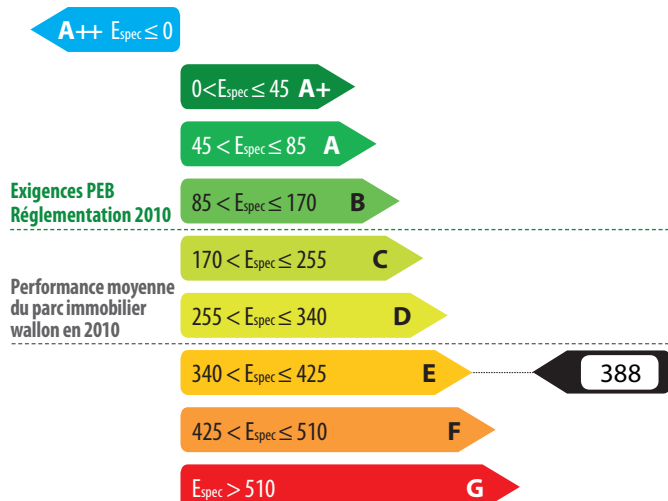 A++ Espec ≤ 0
0<Espec ≤ 45 A+
45 < Espec ≤ 85 A
Exigences PEB
Réglementation 2010
85 < Espec ≤ 170 B
170 < Espec ≤ 255 C
Performance moyenne
du parc immobilier
wallon en 2010
255 < Espec ≤ 340 D
340 < Espec ≤ 425 E
388
425 < Espec ≤ 510 F
Espec > 510 G